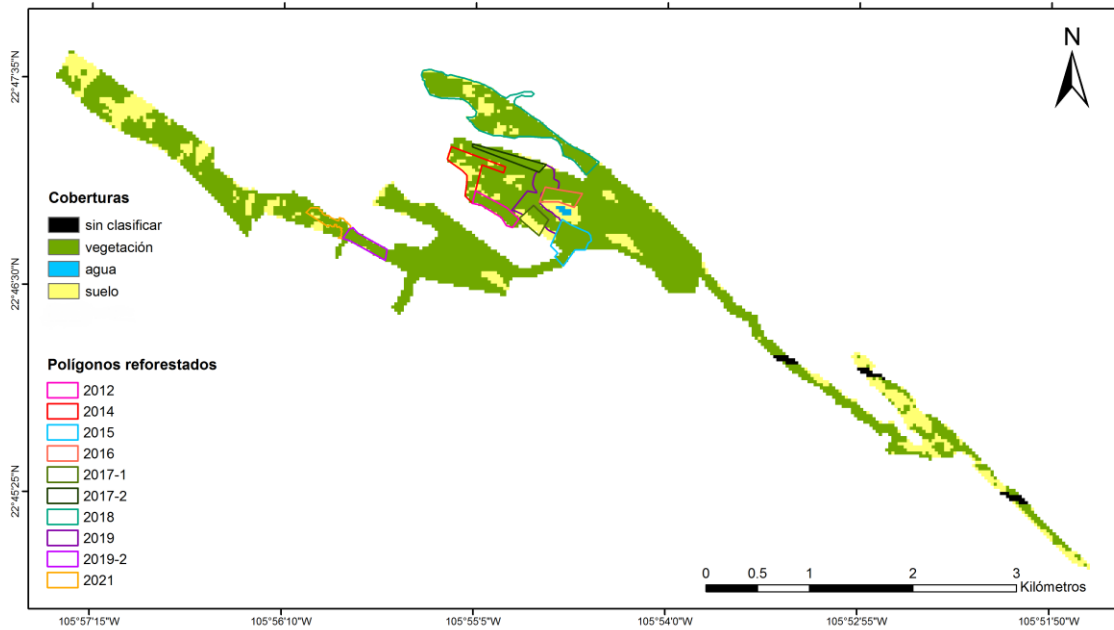 N
22°47'35"N
22°46'30"N
22°45'25"N
Coberturas
sin clasificar
vegetación
agua
suelo
Polígonos reforestados
2012
2014
2015
2016
2017-1
2017-2
2018
2019
2019-2
2021
0 0.5 1 2 3
Kilómetros
105°57'15"W 105°56'10"W 105°55'5"W 105°54'0"W 105°52'55"W 105°51'50"W